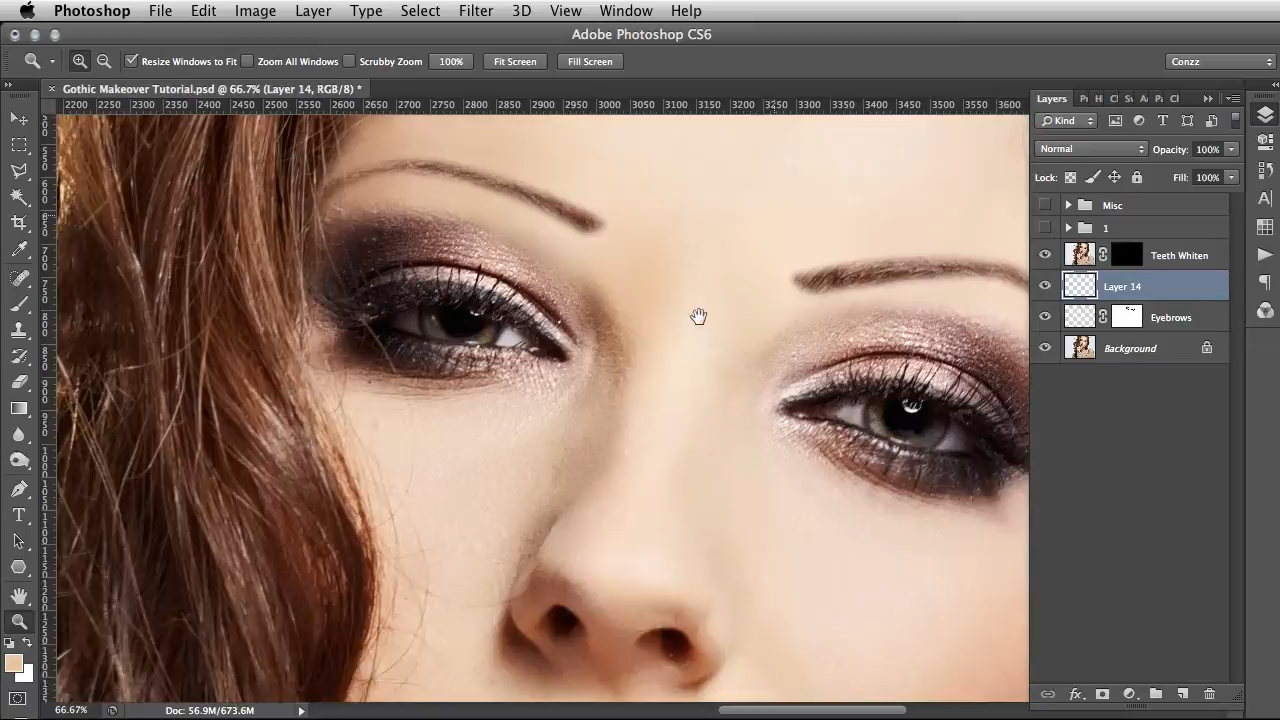 Photoshop File Edit Image Layer Type Select Filter 3D View Window Help
Adobe Photoshop CS6
Resize Windows to Fit Zoom All Windows Scrubby Zoom 100% Fit Screen Fill Screen Conzz
Gothic Makeover Tutorial.psd @ 66.7% (Layer 14, RGB/8) *
2200 2250 2300 2350 2400 2450 2500 2550 2600 2650 2700 2750 2800 2850 2900 2950 3000 3050 3100 3150 3200 3250 3300 3350 3400 3450 3500 3550 3600
Layers
Kind
Normal Opacity: 100%
Lock: Fill: 100%
Misc
1
Teeth Whiten
Layer 14
Eyebrows
Background
66.67% Doc: 56.9M/673.6M